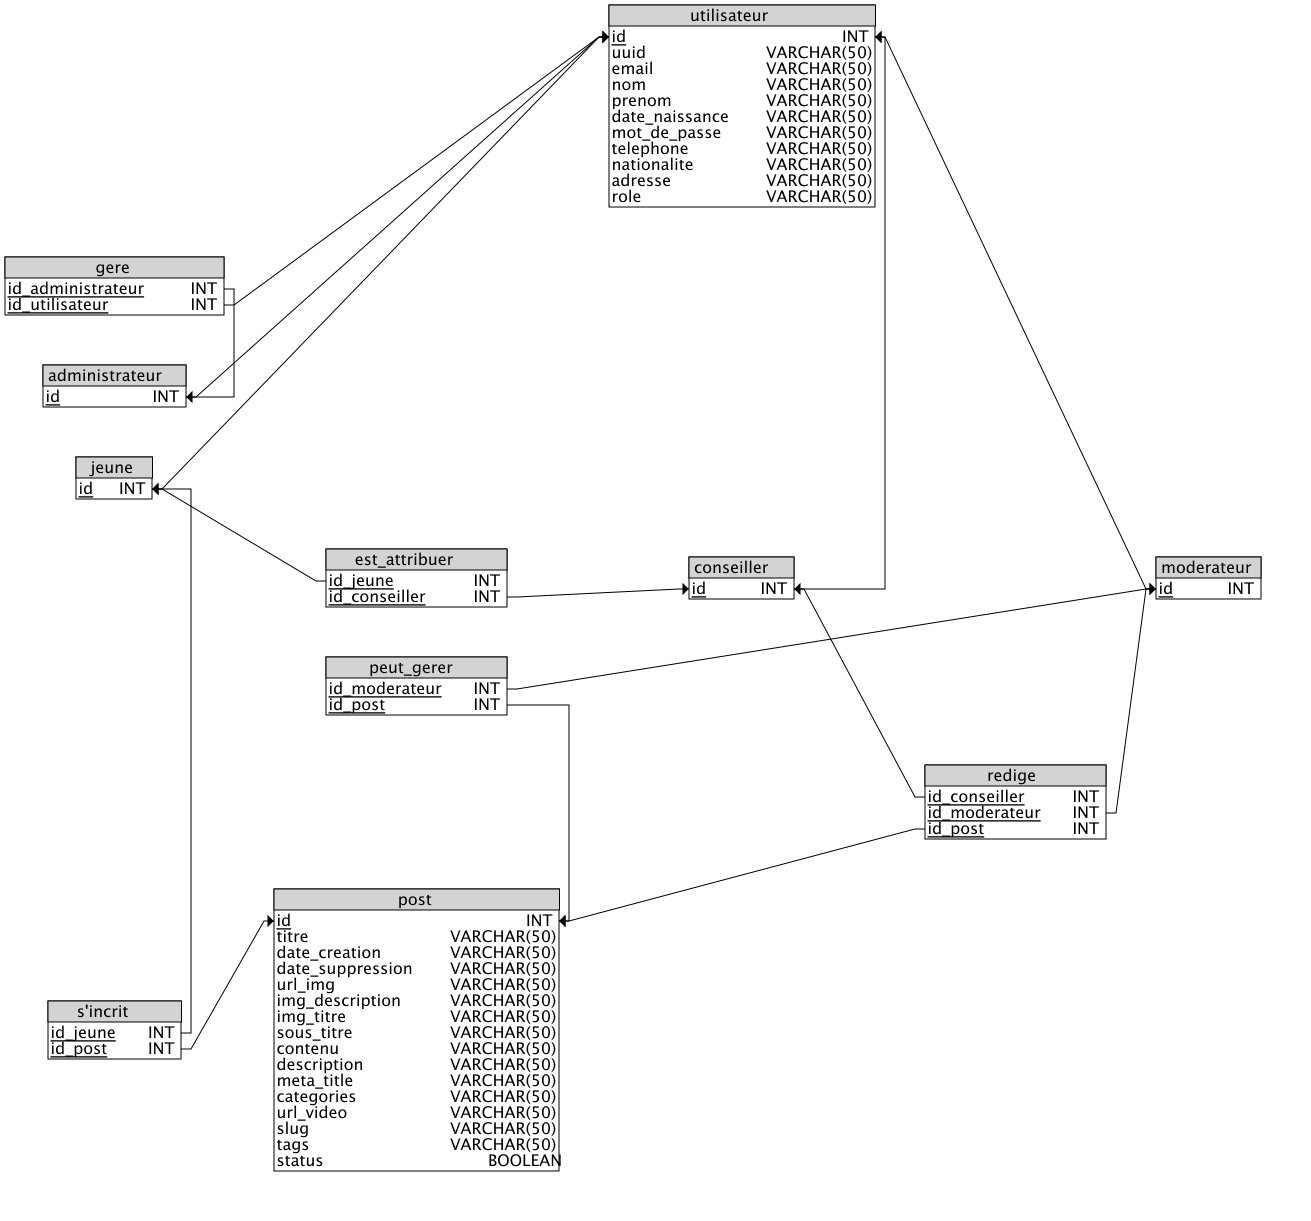 utilisateur
id INT
uuid VARCHAR(50)
email VARCHAR(50)
nom VARCHAR(50)
prenom VARCHAR(50)
date_naissance VARCHAR(50)
mot_de_passe VARCHAR(50)
telephone VARCHAR(50)
nationalite VARCHAR(50)
adresse VARCHAR(50)
role VARCHAR(50)
gere
id_administrateur INT
id_utilisateur INT
administrateur
id INT
jeune
id INT
est_attribuer
id_jeune INT
id_conseiller INT
conseiller
id INT
moderateur
id INT
peut_gerer
id_moderateur INT
id_post INT
redige
id_conseiller INT
id_moderateur INT
id_post INT
post
id INT
titre VARCHAR(50)
date_creation VARCHAR(50)
date_suppression VARCHAR(50)
url_img VARCHAR(50)
img_description VARCHAR(50)
img_titre VARCHAR(50)
sous_titre VARCHAR(50)
contenu VARCHAR(50)
description VARCHAR(50)
meta_title VARCHAR(50)
categories VARCHAR(50)
url_video VARCHAR(50)
slug VARCHAR(50)
tags VARCHAR(50)
status BOOLEAN
s'incrit
id_jeune INT
id_post INT